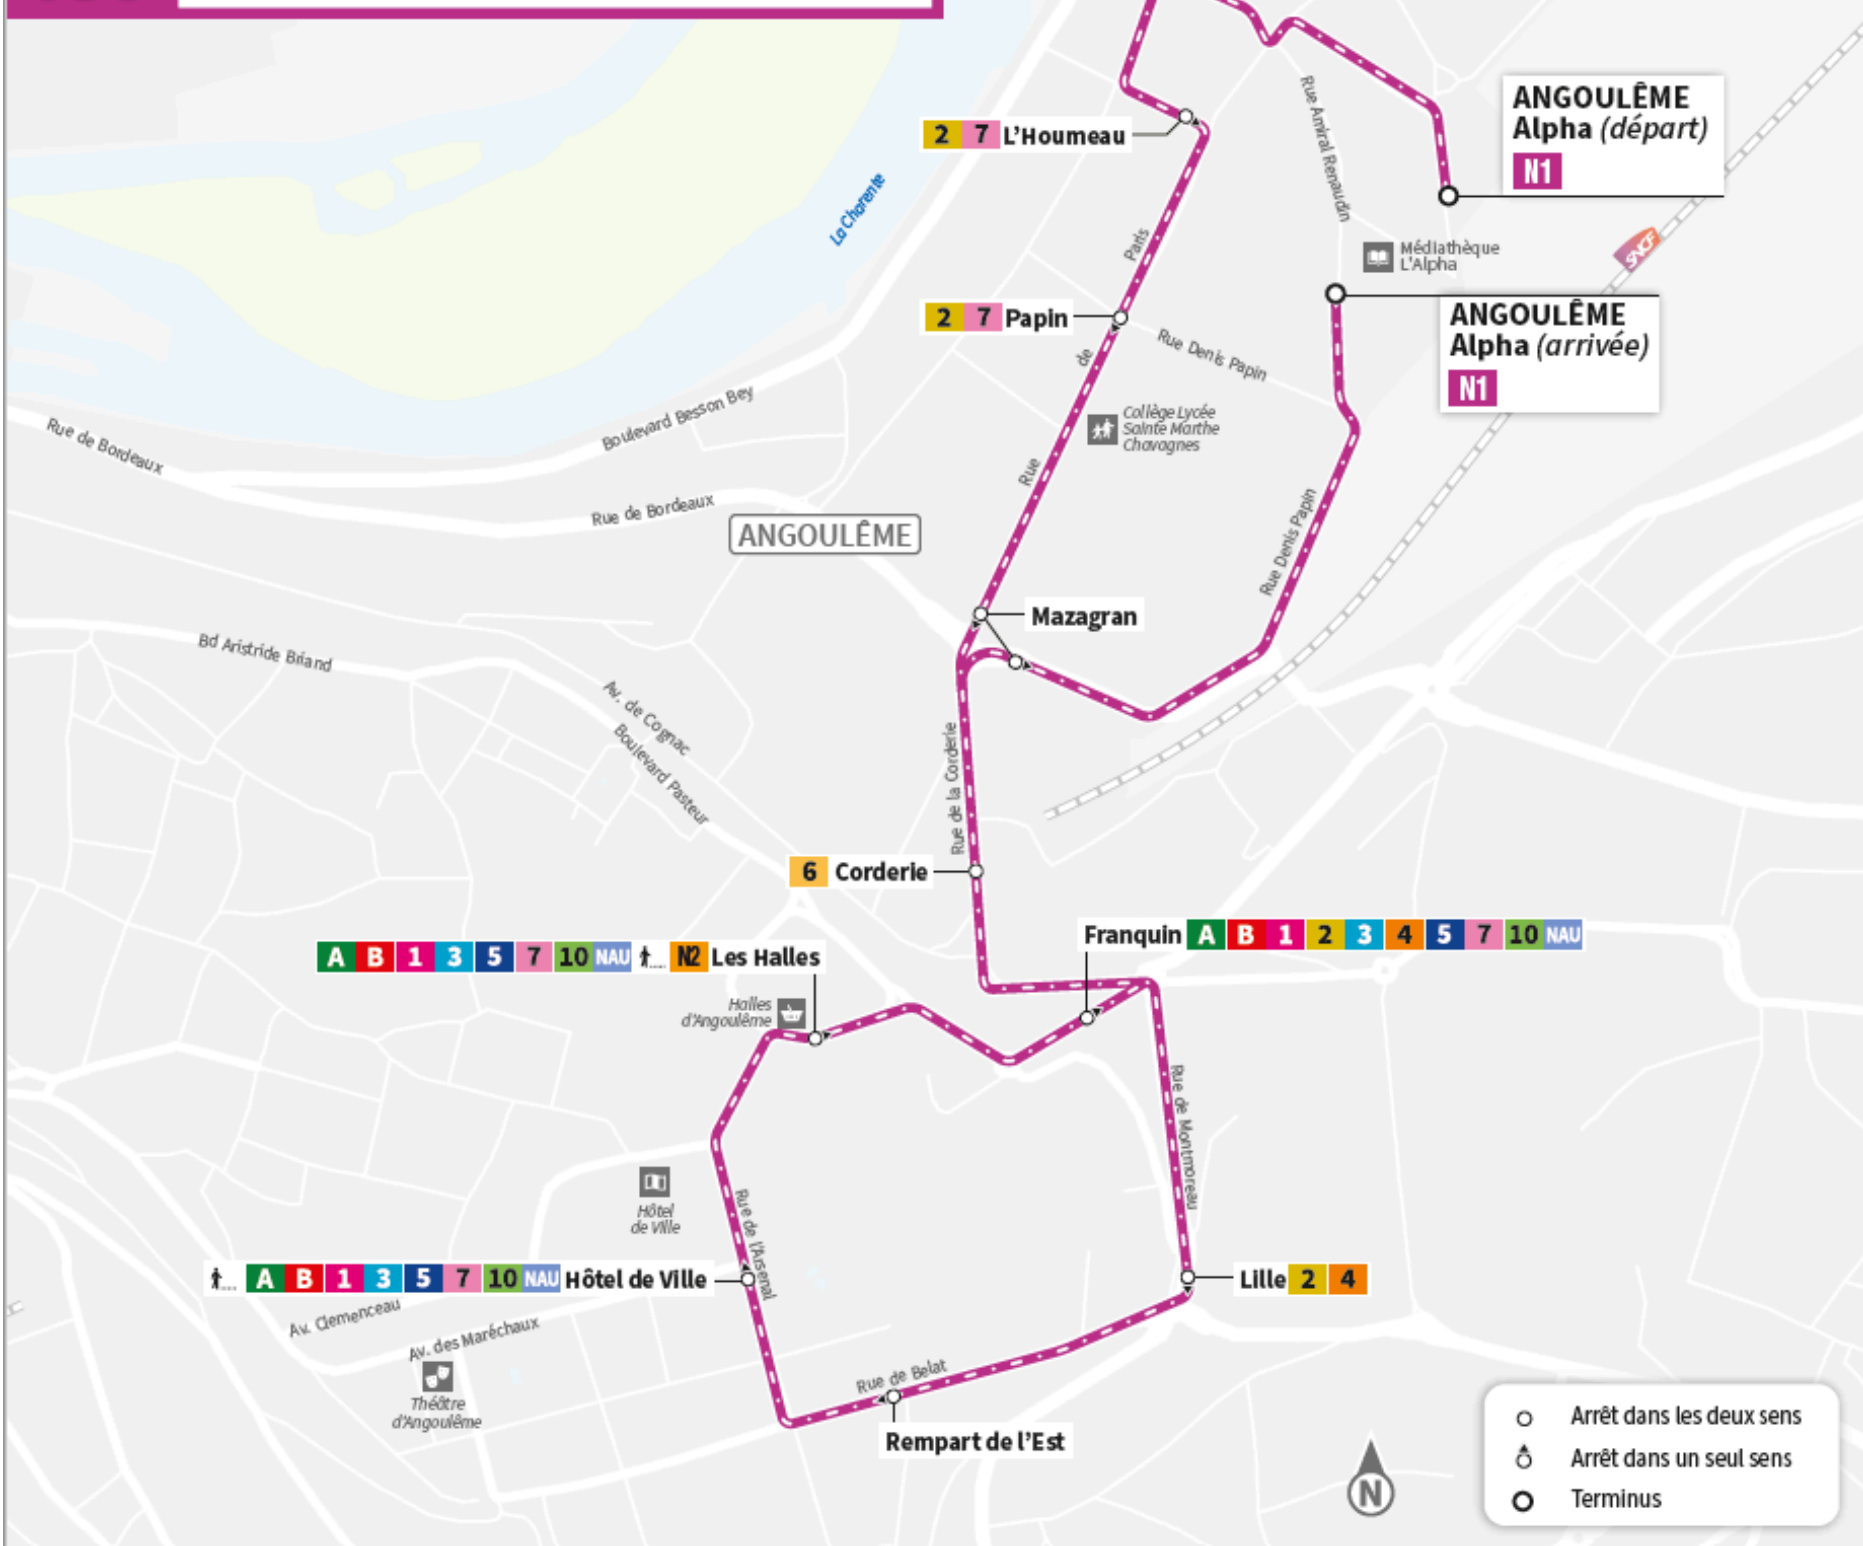 ANGOULÊME
Alpha (départ)
N1
2 7 L'Houmeau
Rue Amiral Renaudin
La Charente
Paris
SNCF
Médiathèque
L'Alpha
2 7 Papin
Rue Denis Papin
ANGOULÊME
Alpha (arrivée)
N1
de
Boulevard Besson Bey
Collège Lycée
Sainte Marthe
Chavagnes
Rue de Bordeaux
Rue
Rue de Bordeaux
ANGOULÊME
Rue Denis Papin
Mazagran
Bd Aristride Briand
Av. de Cognac
Boulevard Pasteur
Rue de la Corderie
6 Corderie
Franquin A B 1 2 3 4 5 7 10 NAU
A B 1 3 5 7 10 NAU N2 Les Halles
Halles
d'Angoulême
Rue de Montmoreau
Hôtel
de Ville
Rue de l'Arsenal
A B 1 3 5 7 10 NAU Hôtel de Ville
Lille 2 4
Av. Clemenceau
Av. des Maréchaux
Rue de Belat
Théâtre
d'Angoulême
Rempart de l'Est
N
Arrêt dans les deux sens
Arrêt dans un seul sens
Terminus